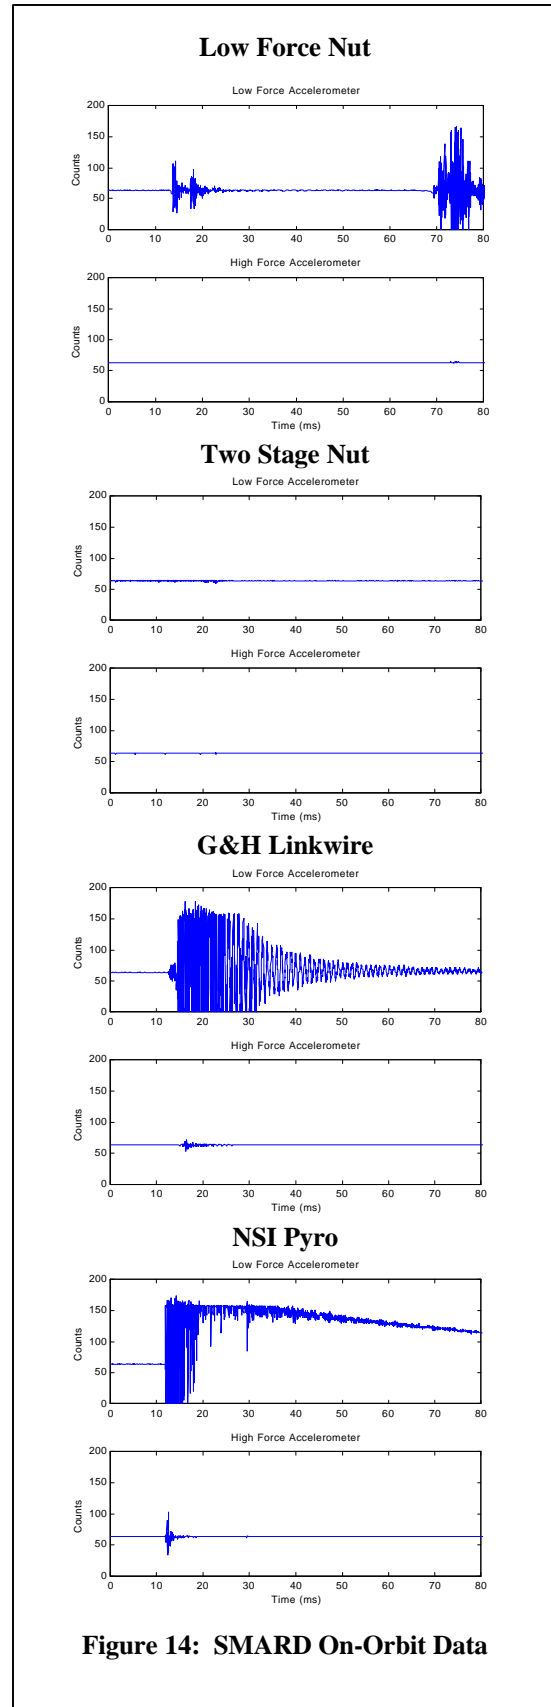 Low Force Nut
Low Force Accelerometer
200
150
100
50
0
Counts
0 10 20 30 40 50 60 70 80
High Force Accelerometer
200
150
100
50
0
Counts
0 10 20 30 40 50 60 70 80
Time (ms)
Two Stage Nut
Low Force Accelerometer
200
150
100
50
0
Counts
0 10 20 30 40 50 60 70 80
High Force Accelerometer
200
150
100
50
0
Counts
0 10 20 30 40 50 60 70 80
Time (ms)
G&H Linkwire
Low Force Accelerometer
200
150
100
50
0
Counts
0 10 20 30 40 50 60 70 80
High Force Accelerometer
200
150
100
50
0
Counts
0 10 20 30 40 50 60 70 80
Time (ms)
NSI Pyro
Low Force Accelerometer
200
150
100
50
0
Counts
0 10 20 30 40 50 60 70 80
High Force Accelerometer
200
150
100
50
0
Counts
0 10 20 30 40 50 60 70 80
Time (ms)
Figure 14: SMARD On-Orbit Data